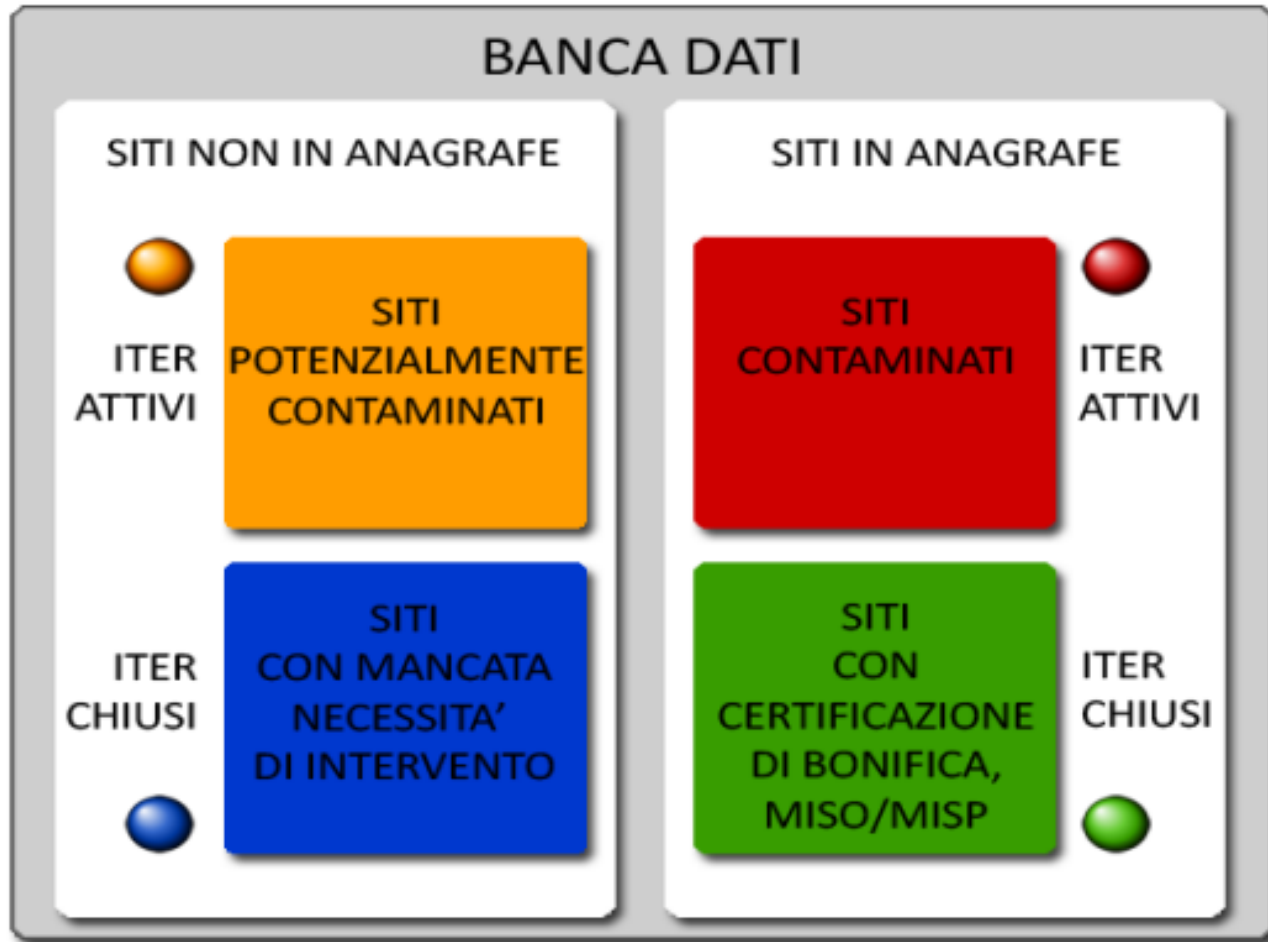 BANCA DATI
SITI NON IN ANAGRAFE
ITER
ATTIVI
SITI
POTENZIALMENTE
CONTAMINATI
ITER
CHIUSI
SITI
CON MANCATA
NECESSITA’
DI INTERVENTO
SITI IN ANAGRAFE
SITI
CONTAMINATI
ITER
ATTIVI
SITI
CON
CERTIFICAZIONE
DI BONIFICA,
MISO/MISP
ITER
CHIUSI